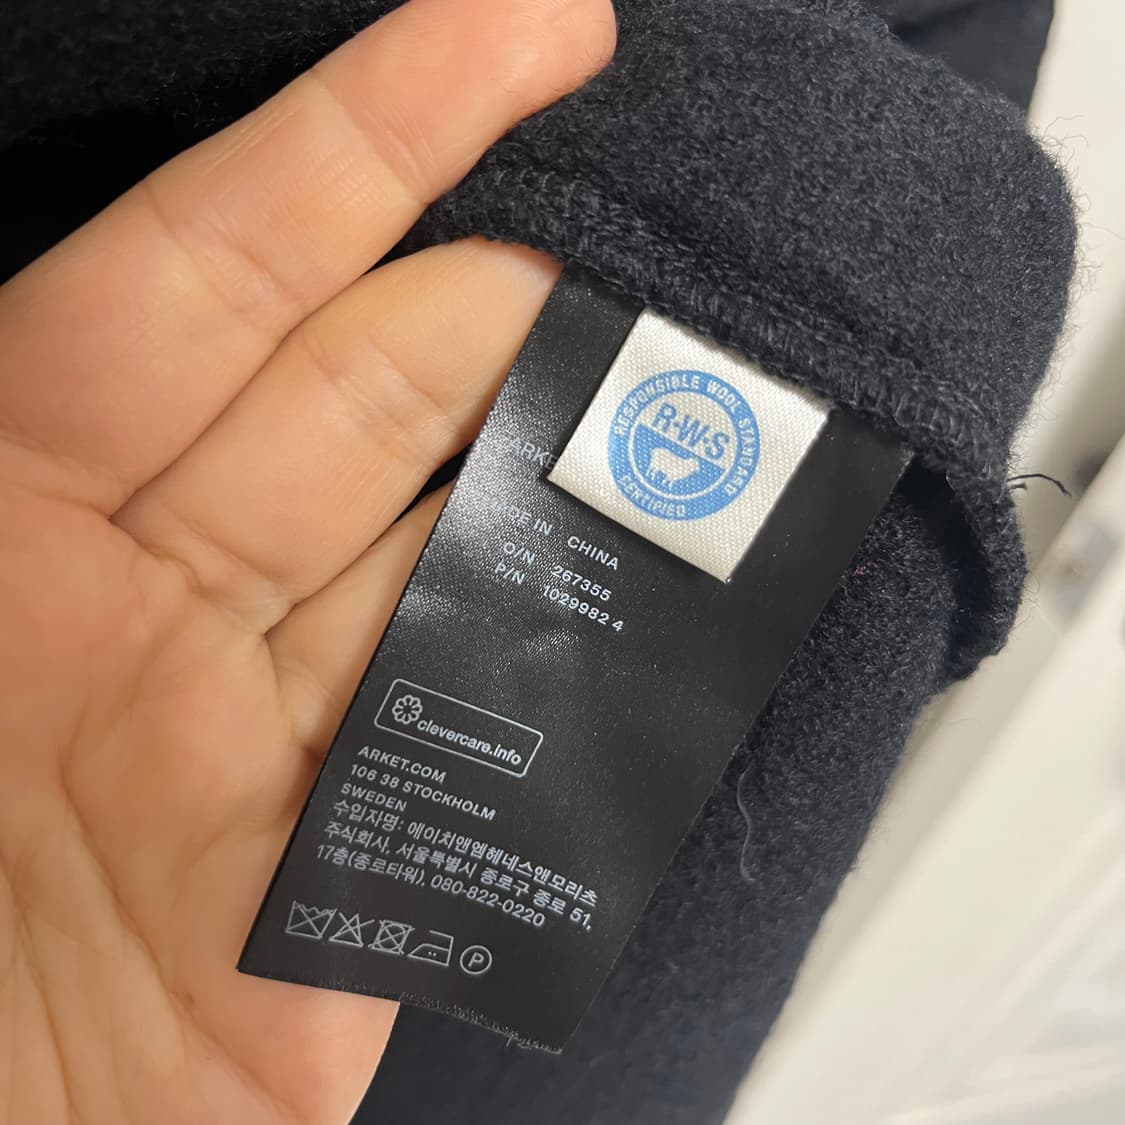 RESPONSIBLE WOOL STANDARD
R·W·S
CERTIFIED
MADE IN CHINA
O/N 267355
P/N 1029982 4
clevercare.info
ARKET.COM
106 38 STOCKHOLM
SWEDEN
수입자명: 에이치앤엠헤네스앤모리츠
주식회사, 서울특별시 종로구 종로 51,
17층(종로타워), 080-822-0220
P